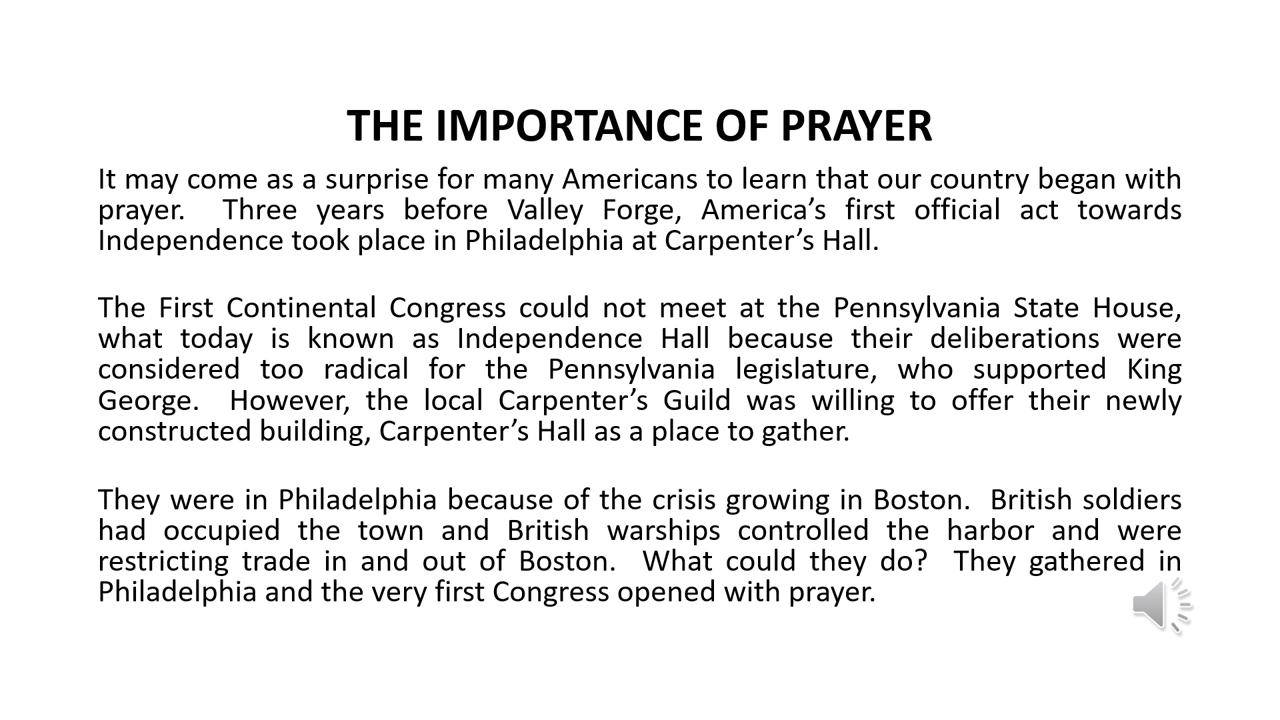 THE IMPORTANCE OF PRAYER
It may come as a surprise for many Americans to learn that our country began with
prayer.  Three years before Valley Forge, America’s first official act towards
Independence took place in Philadelphia at Carpenter’s Hall.
The First Continental Congress could not meet at the Pennsylvania State House,
what today is known as Independence Hall because their deliberations were
considered too radical for the Pennsylvania legislature, who supported King
George.  However, the local Carpenter’s Guild was willing to offer their newly
constructed building, Carpenter’s Hall as a place to gather.
They were in Philadelphia because of the crisis growing in Boston.  British soldiers
had occupied the town and British warships controlled the harbor and were
restricting trade in and out of Boston.  What could they do?  They gathered in
Philadelphia and the very first Congress opened with prayer.